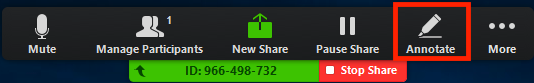 1
Mute Manage Participants New Share Pause Share Annotate More
ID: 966-498-732 Stop Share